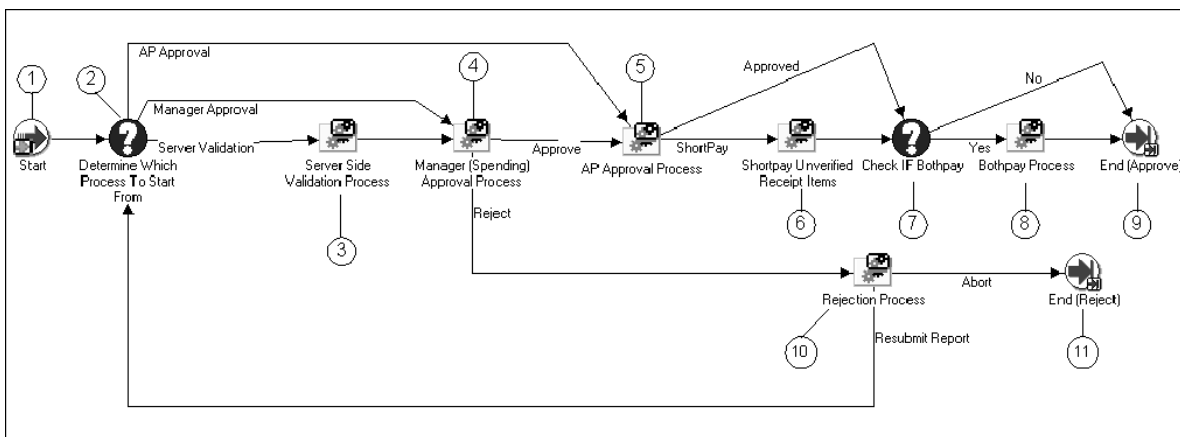 AP Approval
1
2
4
5
Approved
No
Manager Approval
Start
Server Validation
Approve
ShortPay
Yes
Determine Which
Process To Start
From
Server Side
Validation Process
Manager (Spending)
Approval Process
AP Approval Process
Shortpay Unverified
Receipt Items
Check IF Bothpay
Bothpay Process
End (Approve)
Reject
3
6
7
8
9
Abort
Rejection Process
End (Reject)
10
Resubmit Report
11